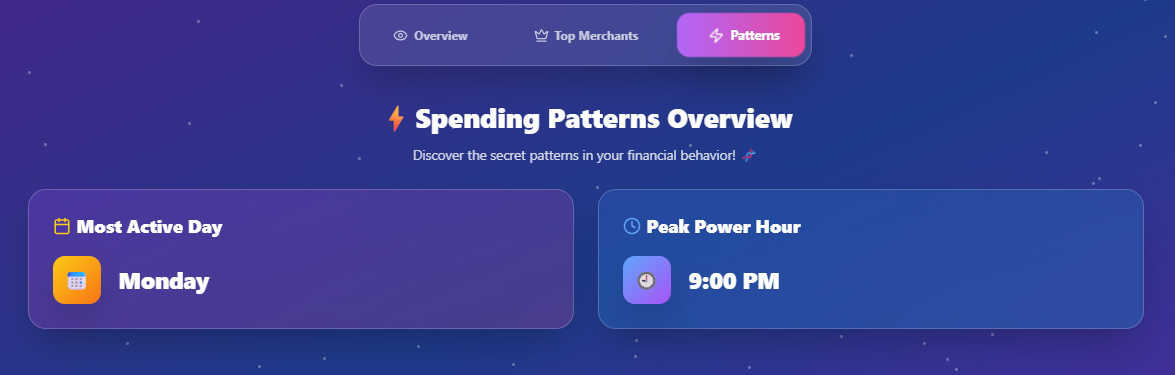 Overview Top Merchants Patterns
Spending Patterns Overview
Discover the secret patterns in your financial behavior!
Most Active Day
Monday
Peak Power Hour
9:00 PM